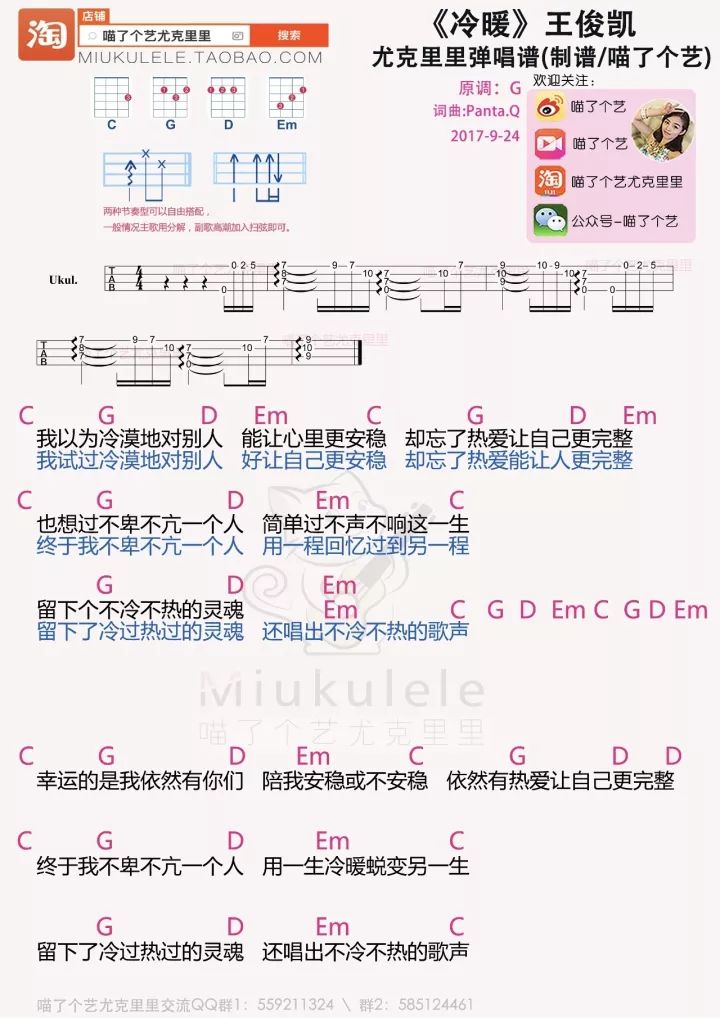 淘
店铺
喵了个艺尤克里里
搜索
MIUKULELE.TAOBAO.COM
《冷暖》王俊凯
尤克里里弹唱谱(制谱/喵了个艺)
原调：G
词曲:Panta.Q
2017-9-24
欢迎关注：
喵了个艺
喵了个艺
喵了个艺尤克里里
公众号-喵了个艺
C G D Em
两种节奏型可以自由搭配，
一般情况主歌用分解，副歌高潮加入扫弦即可。
Ukul.
C G D Em C G D Em
我以为冷漠地对别人 能让心里更安稳 却忘了热爱让自己更完整
我试过冷漠地对别人 好让自己更安稳 却忘了热爱能让人更完整
C G D Em C
也想过不卑不亢一个人 简单过不声不响这一生
终于我不卑不亢一个人 用一程回忆过到另一程
G D Em
留下个不冷不热的灵魂 Em C G D Em C G D Em
留下了冷过热过的灵魂 还唱出不冷不热的歌声
Miukulele
喵了个艺尤克里里
C G D Em C G D D
幸运的是我依然有你们 陪我安稳或不安稳 依然有热爱让自己更完整
C G D Em C
终于我不卑不亢一个人 用一生冷暖蜕变另一生
G D Em C
留下了冷过热过的灵魂 还唱出不冷不热的歌声
喵了个艺尤克里里交流QQ群1：559211324 \ 群2：585124461